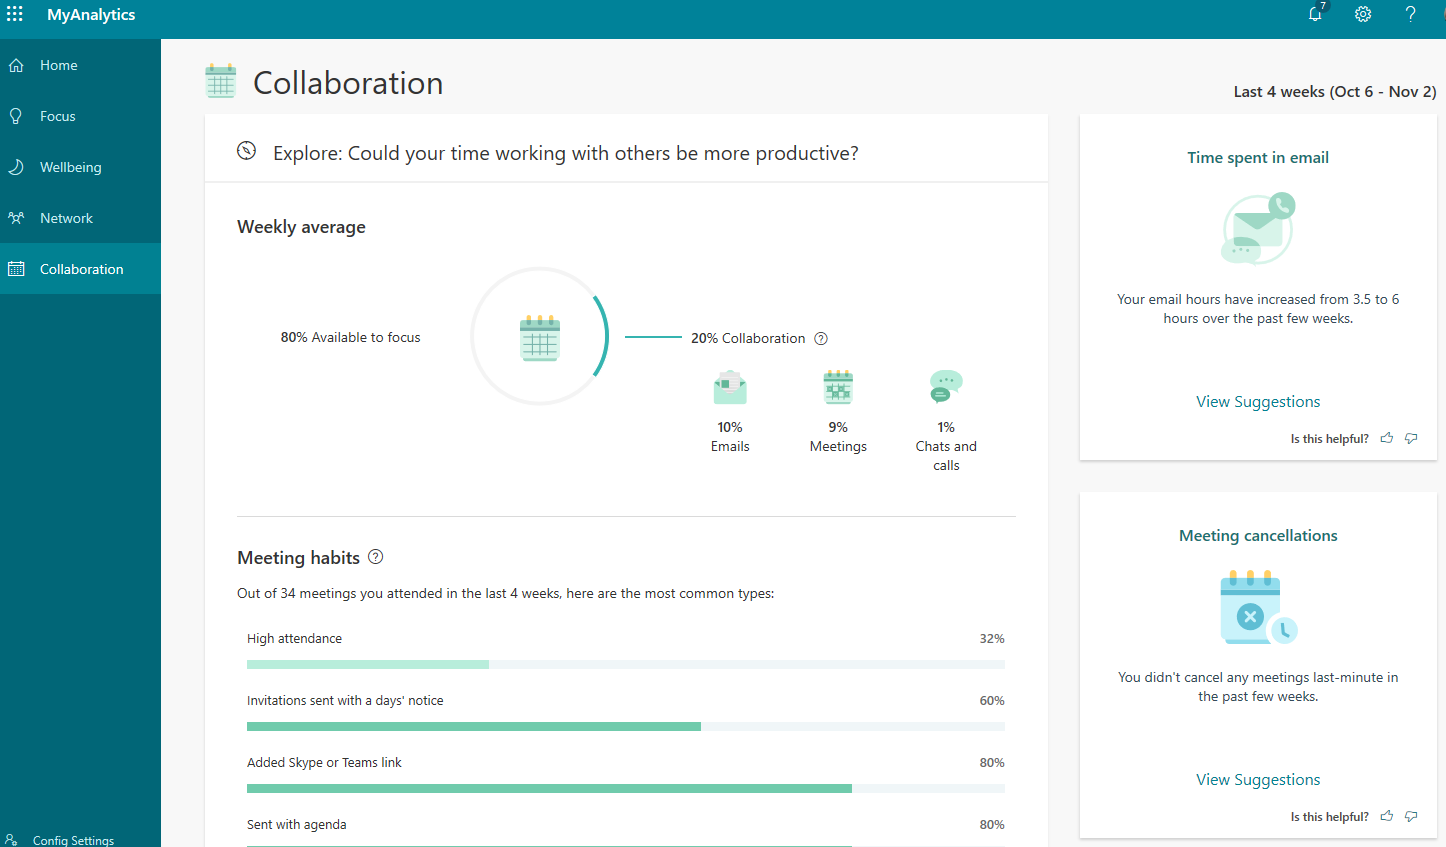 MyAnalytics
7
Home
Focus
Wellbeing
Network
Collaboration
Config Settings
Collaboration
Last 4 weeks (Oct 6 - Nov 2)
Explore: Could your time working with others be more productive?
Weekly average
80% Available to focus
20% Collaboration
10%
Emails
9%
Meetings
1%
Chats and
calls
Meeting habits
Out of 34 meetings you attended in the last 4 weeks, here are the most common types:
High attendance 32%
Invitations sent with a days' notice 60%
Added Skype or Teams link 80%
Sent with agenda 80%
Time spent in email
Your email hours have increased from 3.5 to 6
hours over the past few weeks.
View Suggestions
Is this helpful?
Meeting cancellations
You didn't cancel any meetings last-minute in
the past few weeks.
View Suggestions
Is this helpful?